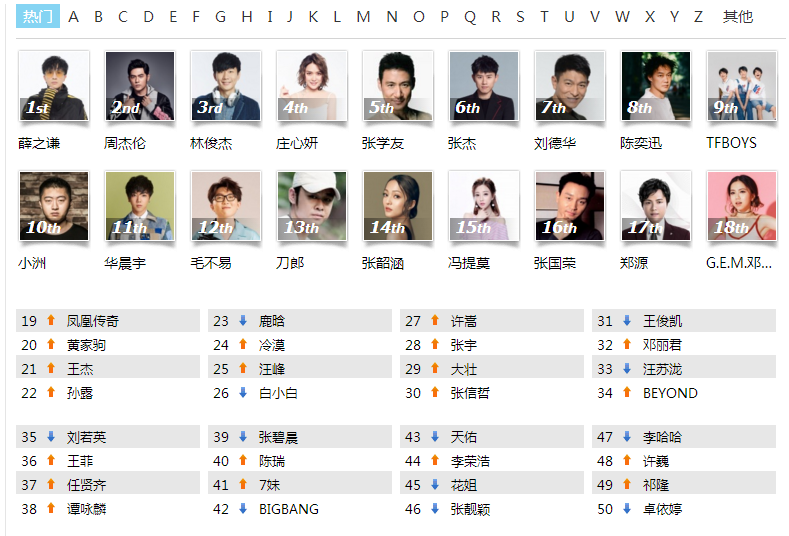 热门 A B C D E F G H I J K L M N O P Q R S T U V W X Y Z 其他
1st 2nd 3rd 4th 5th 6th 7th 8th 9th
薛之谦 周杰伦 林俊杰 庄心妍 张学友 张杰 刘德华 陈奕迅 TFBOYS
10th 11th 12th 13th 14th 15th 16th 17th 18th
小洲 华晨宇 毛不易 刀郎 张韶涵 冯提莫 张国荣 郑源 G.E.M.邓...
19 凤凰传奇 23 鹿晗 27 许嵩 31 王俊凯
20 黄家驹 24 冷漠 28 张宇 32 邓丽君
21 王杰 25 汪峰 29 大壮 33 汪苏泷
22 孙露 26 白小白 30 张信哲 34 BEYOND
35 刘若英 39 张碧晨 43 天佑 47 李哈哈
36 王菲 40 陈瑞 44 李荣浩 48 许巍
37 任贤齐 41 7妹 45 花姐 49 祁隆
38 谭咏麟 42 BIGBANG 46 张靓颖 50 卓依婷